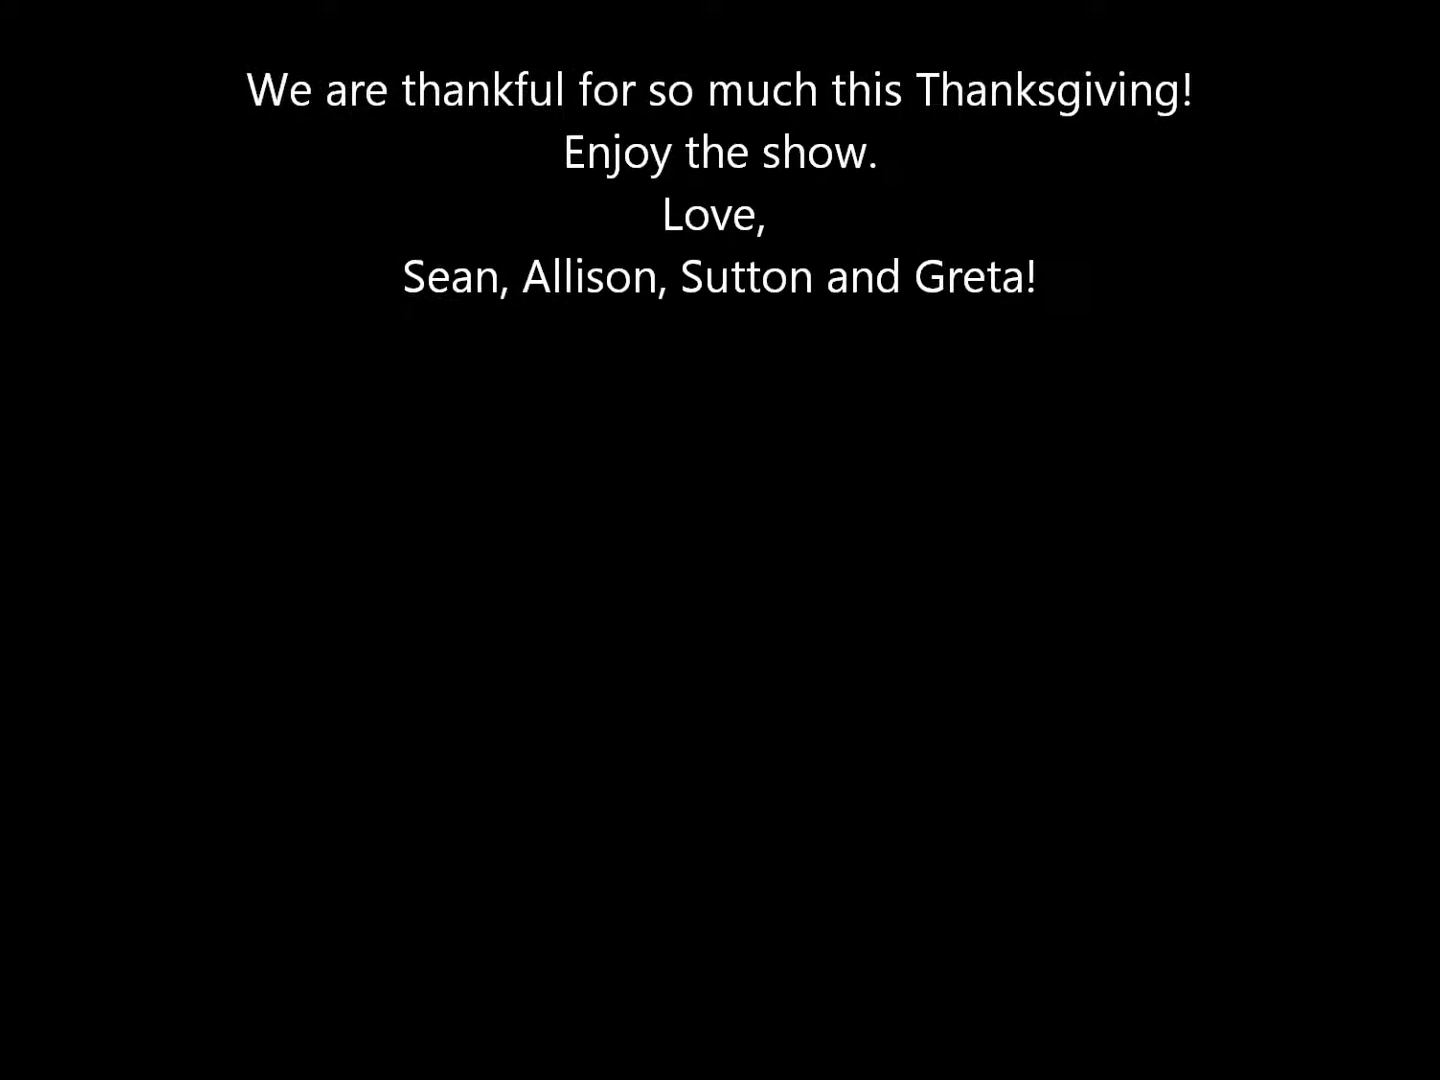 We are thankful for so much this Thanksgiving!
Enjoy the show.
Love,
Sean, Allison, Sutton and Greta!